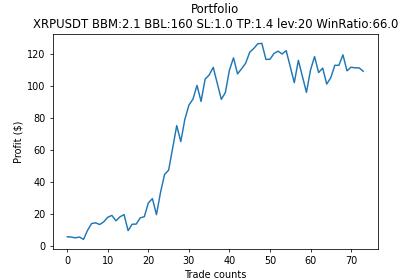 Portfolio
XRPUSDT BBM:2.1 BBL:160 SL:1.0 TP:1.4 lev:20 WinRatio:66.0
120
100
80
60
40
20
0
Profit ($)
0 10 20 30 40 50 60 70
Trade counts